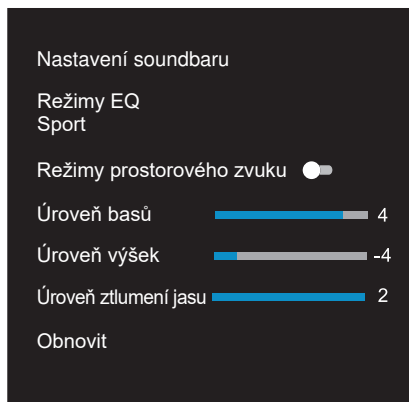 Nastavení soundbaru
Režimy EQ
Sport
Režimy prostorového zvuku
Úroveň basů 4
Úroveň výšek -4
Úroveň ztlumení jasu 2
Obnovit